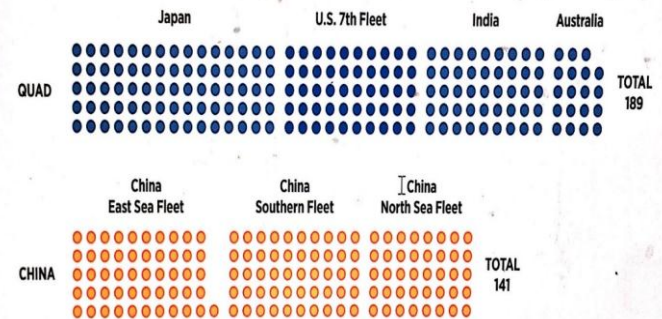 Japan
U.S. 7th Fleet
India
Australia
QUAD
TOTAL
189
China
East Sea Fleet
China
Southern Fleet
China
North Sea Fleet
CHINA
TOTAL
141